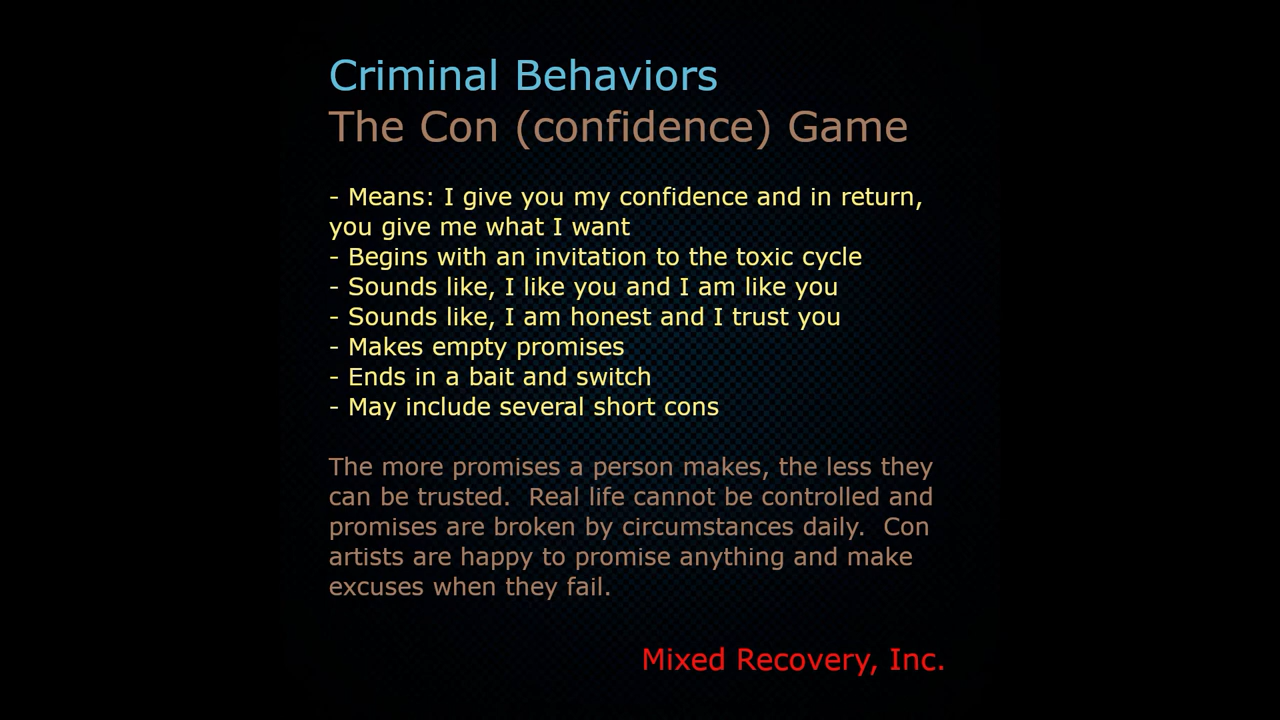 Criminal Behaviors
The Con (confidence) Game
- Means: I give you my confidence and in return,
you give me what I want
- Begins with an invitation to the toxic cycle
- Sounds like, I like you and I am like you
- Sounds like, I am honest and I trust you
- Makes empty promises
- Ends in a bait and switch
- May include several short cons
The more promises a person makes, the less they
can be trusted.  Real life cannot be controlled and
promises are broken by circumstances daily.  Con
artists are happy to promise anything and make
excuses when they fail.
Mixed Recovery, Inc.